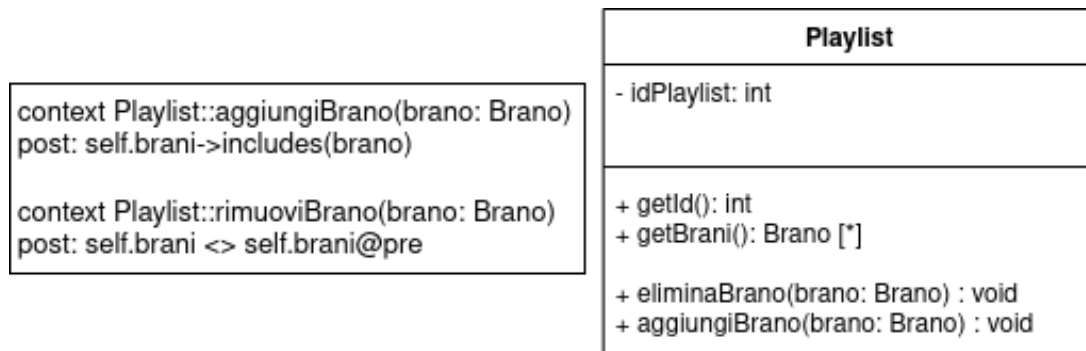 context Playlist::aggiungiBrano(brano: Brano)
post: self.brani->includes(brano)
context Playlist::rimuoviBrano(brano: Brano)
post: self.brani <> self.brani@pre
Playlist
- idPlaylist: int
+ getId(): int
+ getBrani(): Brano [*]
+ eliminaBrano(brano: Brano) : void
+ aggiungiBrano(brano: Brano) : void